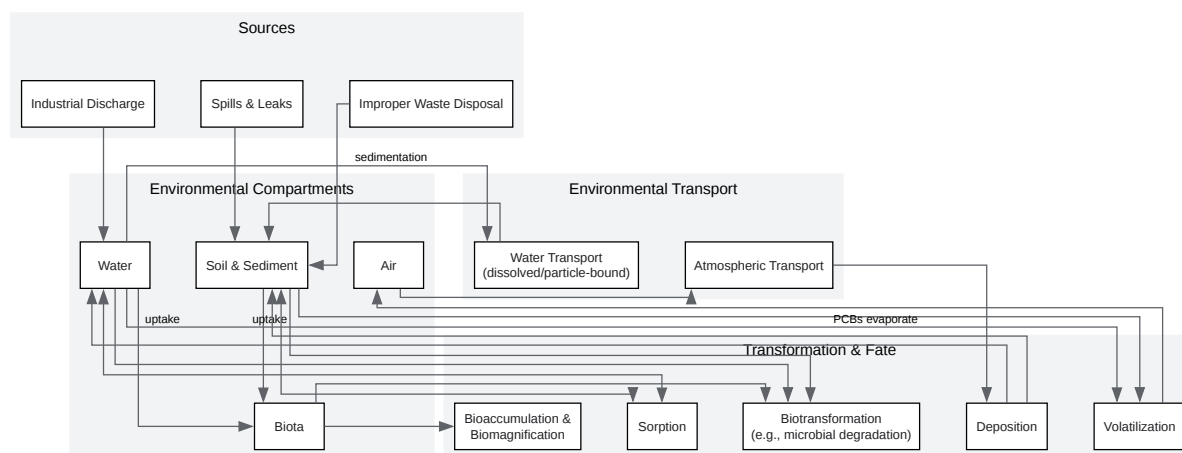 Sources
Industrial Discharge
Spills & Leaks
Improper Waste Disposal
sedimentation
Environmental Compartments
Environmental Transport
Water
Soil & Sediment
Air
Water Transport
(dissolved/particle-bound)
Atmospheric Transport
uptake
uptake
PCBs evaporate
Transformation & Fate
Biota
Bioaccumulation &
Biomagnification
Sorption
Biotransformation
(e.g., microbial degradation)
Deposition
Volatilization